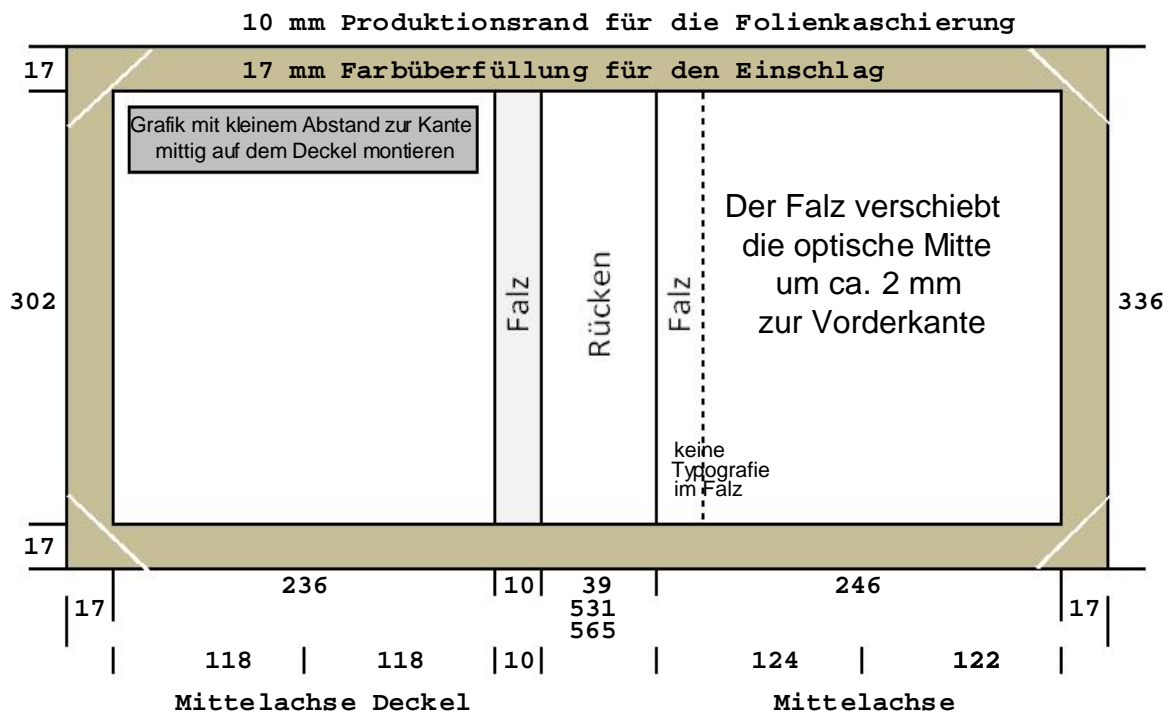 10 mm Produktionsrand für die Folienkaschierung
17
17 mm Farbüberfüllung für den Einschlag
Grafik mit kleinem Abstand zur Kante
mittig auf dem Deckel montieren
Falz
Rücken
Falz
Der Falz verschiebt
die optische Mitte
um ca. 2 mm
zur Vorderkante
302
336
keine
Typografie
im Falz
17
236
10
39
246
17
531
17
565
118
118
10
124
122
Mittelachse Deckel
Mittelachse